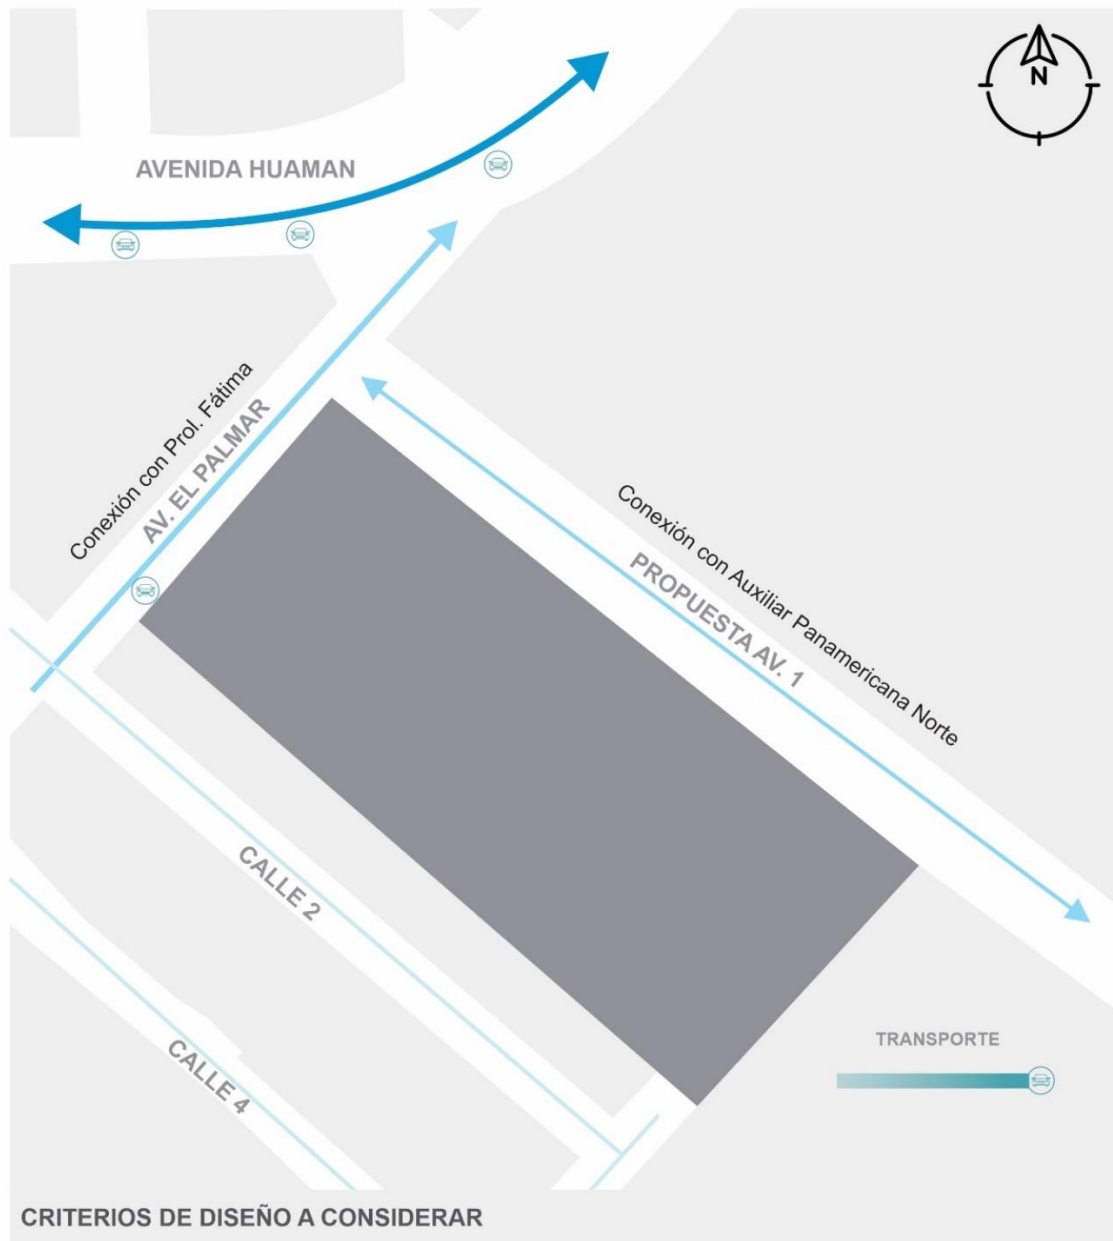 N
AVENIDA HUAMAN
Conexión con Prol. Fátima
AV. EL PALMAR
Conexión con Auxiliar Panamericana Norte
PROPUESTA AV. 1
CALLE 2
CALLE 4
TRANSPORTE
CRITERIOS DE DISEÑO A CONSIDERAR